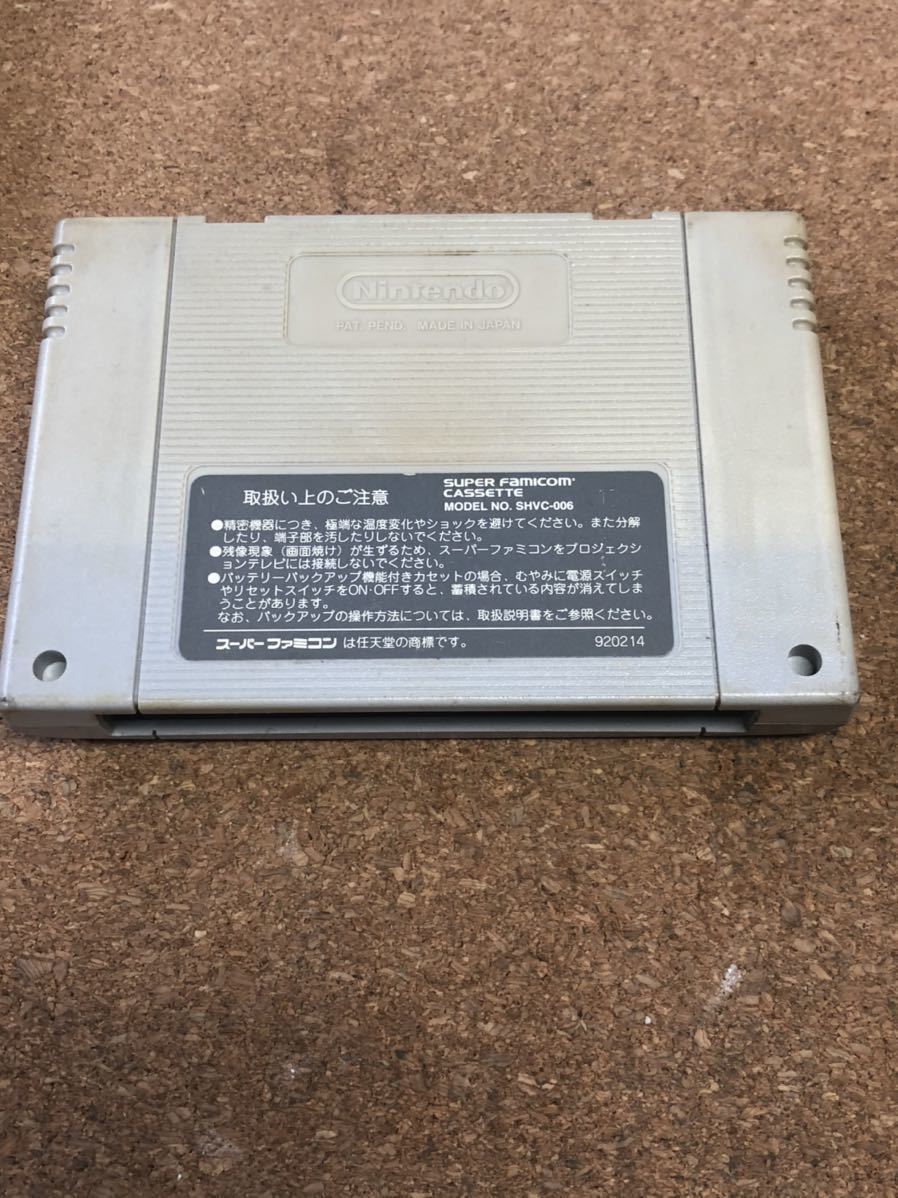 Nintendo
PAT. PEND. MADE IN JAPAN
取扱い上のご注意
SUPER FAMICOM
CASSETTE
MODEL NO. SHVC-006
●精密機器につき、極端な温度変化やショックを避けてください。また分解
したり、端子部を汚したりしないでください。
●残像現象（画面焼け）が生ずるため、スーパーファミコンをプロジェクシ
ョンテレビには接続しないでください。
●バッテリーバックアップ機能付きカセットの場合、むやみに電源スイッチ
やリセットスイッチをON･OFFすると、蓄積されている内容が消えてしま
うことがあります。
なお、バックアップの操作方法については、取扱説明書をご参照ください。
スーパーファミコン は任天堂の商標です。
920214